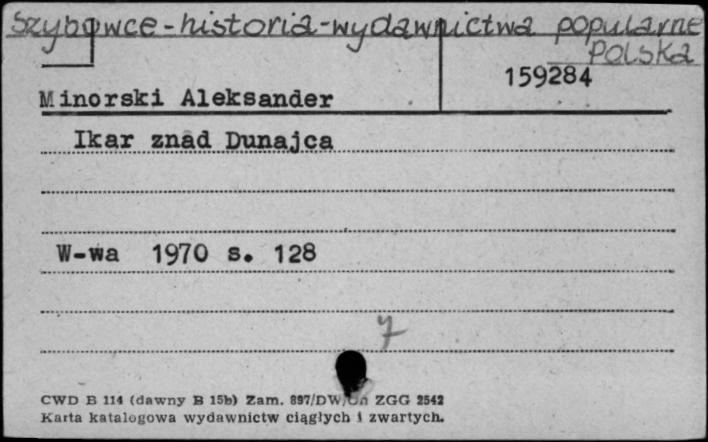 Szybowce - historia - wydawnictwa popularne
Polska
159284
Minorski Aleksander
Ikar znad Dunajca
W-wa 1970 s. 128
7
CWD B 114 (dawny B 15b) Zam. 897/DW/Cn ZGG 2542
Karta katalogowa wydawnictw ciągłych i zwartych.